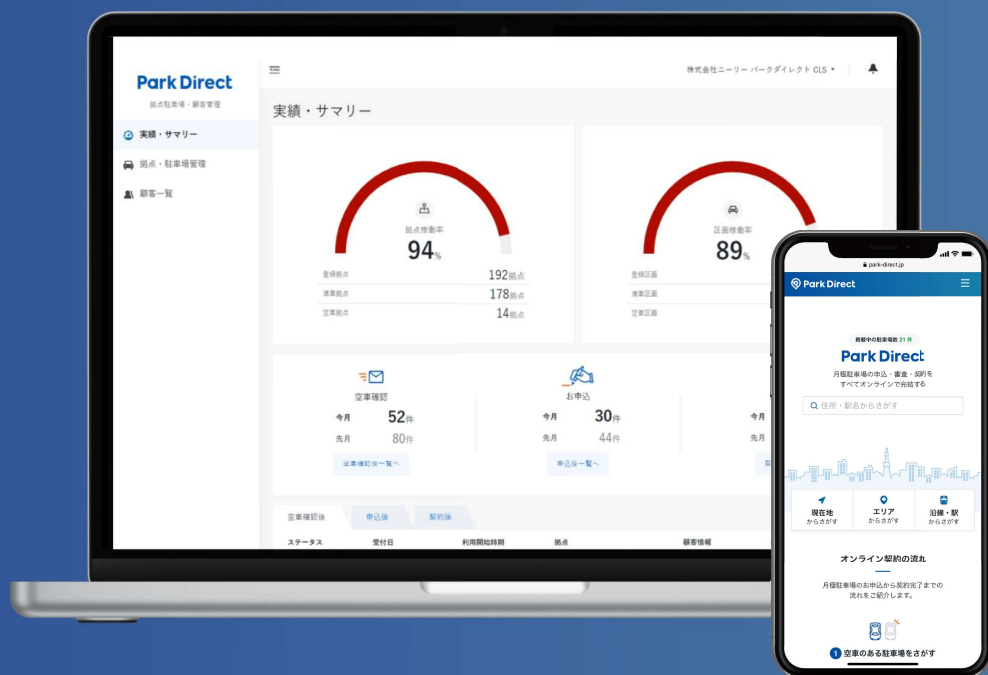 Park Direct
拠点駐車場・顧客管理
実績・サマリー
拠点・駐車場管理
顧客一覧
株式会社ニーリー パークダイレクト CLS
実績・サマリー
拠点稼働率
94%
登録拠点 192拠点
満車拠点 178拠点
空車拠点 14拠点
区画稼働率
89%
登録区画
満車区画
空車区画
空車確認
今月 52件
先月 80件
空車確認後一覧へ
お申込
今月 30件
先月 44件
申込後一覧へ
今月
先月
空車確認後 申込後 契約後
ステータス 受付日 利用開始時期 拠点 顧客情報
park-direct.jp
Park Direct
掲載中の駐車場数 21 件
Park Direct
月極駐車場の申込・審査・契約を
すべてオンラインで完結する
住所・駅名からさがす
現在地
からさがす
エリア
からさがす
沿線・駅
からさがす
オンライン契約の流れ
月極駐車場のお申込から契約完了までの
流れをご紹介します。
1 空車のある駐車場をさがす